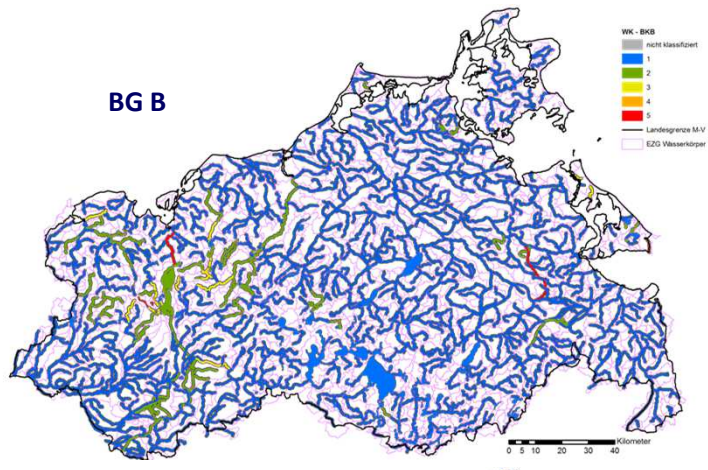 WK - BKB
nicht klassifiziert
1
2
3
4
5
Landesgrenze M-V
EZG Wasserkörper
BG B
Kilometer
0 5 10 20 30 40